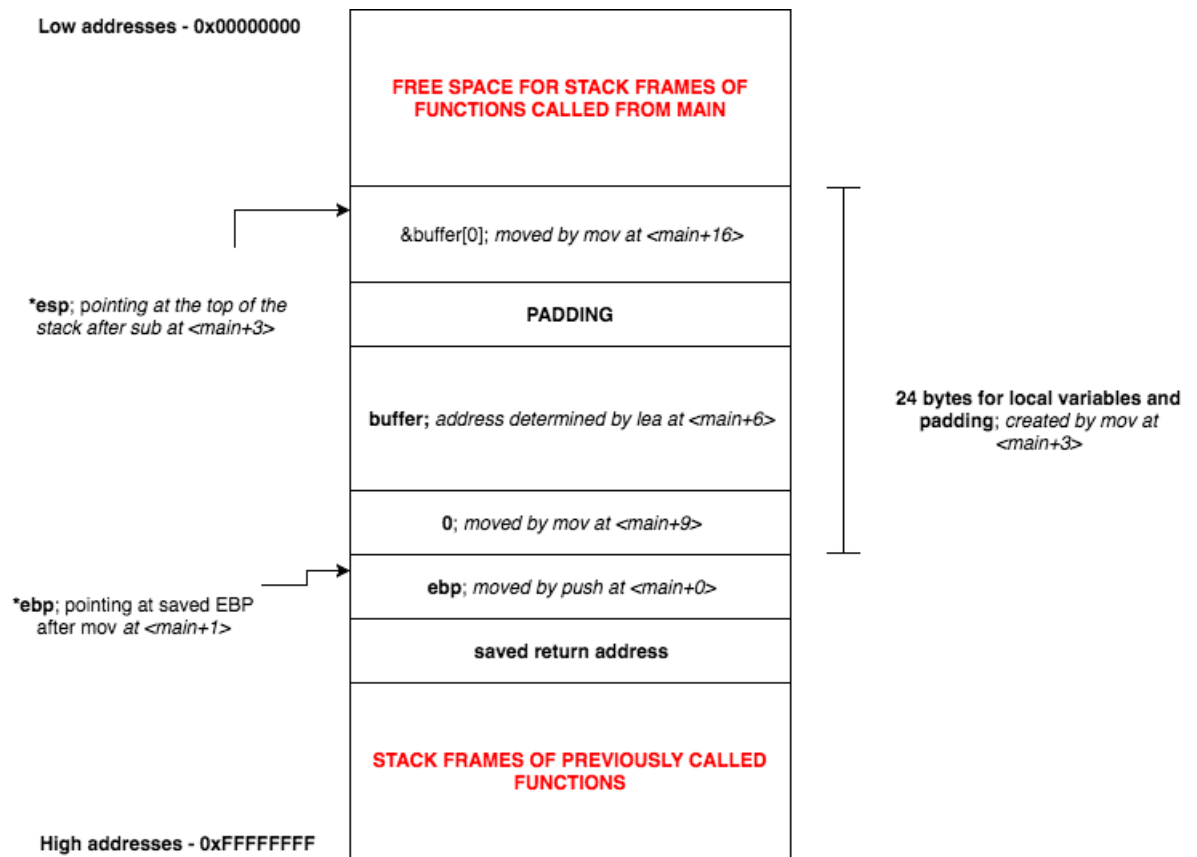 Low addresses - 0x00000000
FREE SPACE FOR STACK FRAMES OF
FUNCTIONS CALLED FROM MAIN
&buffer[0]; moved by mov at <main+16>
*esp; pointing at the top of the
stack after sub at <main+3>
PADDING
buffer; address determined by lea at <main+6>
24 bytes for local variables and
padding; created by mov at
<main+3>
0; moved by mov at <main+9>
ebp; moved by push at <main+0>
*ebp; pointing at saved EBP
after mov at <main+1>
saved return address
STACK FRAMES OF PREVIOUSLY CALLED
FUNCTIONS
High addresses - 0xFFFFFFFF